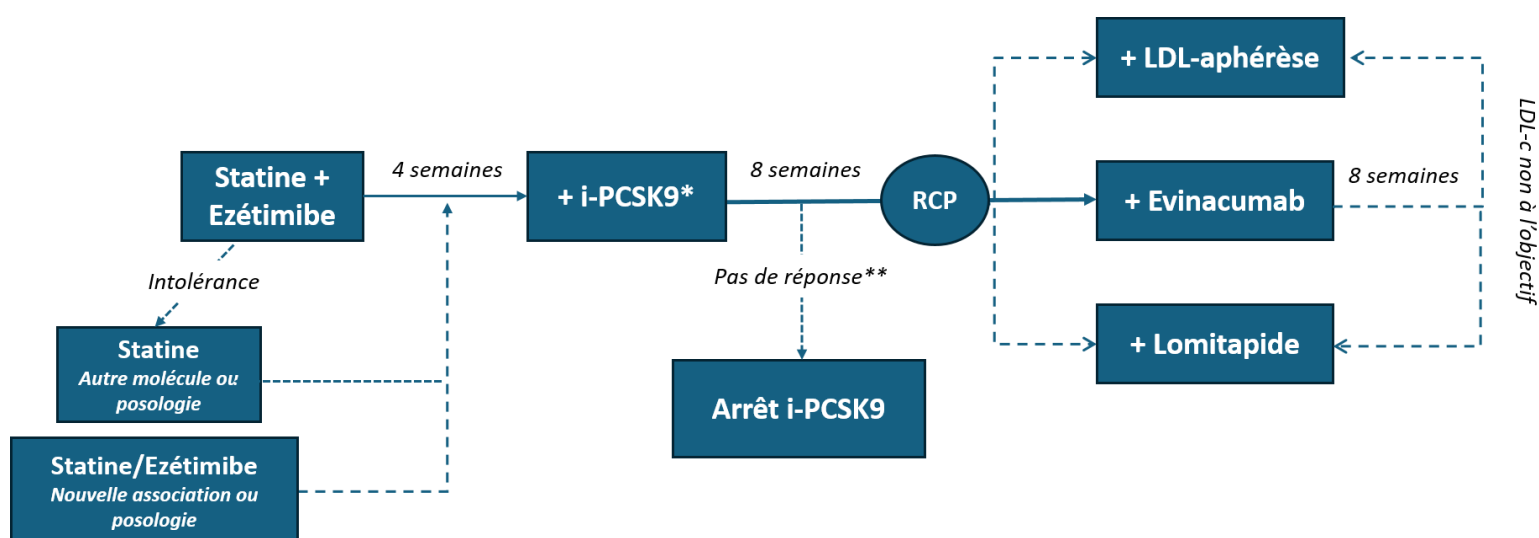 Statine +
Ezétimibe
4 semaines
+ i-PCSK9*
8 semaines
RCP
+ LDL-aphérèse
+ Evinacumab
8 semaines
+ Lomitapide
LDL-c non à l'objectif
Intolérance
Statine
Autre molécule ou
posologie
Statine/Ezétimibe
Nouvelle association ou
posologie
Pas de réponse**
Arrêt i-PCSK9